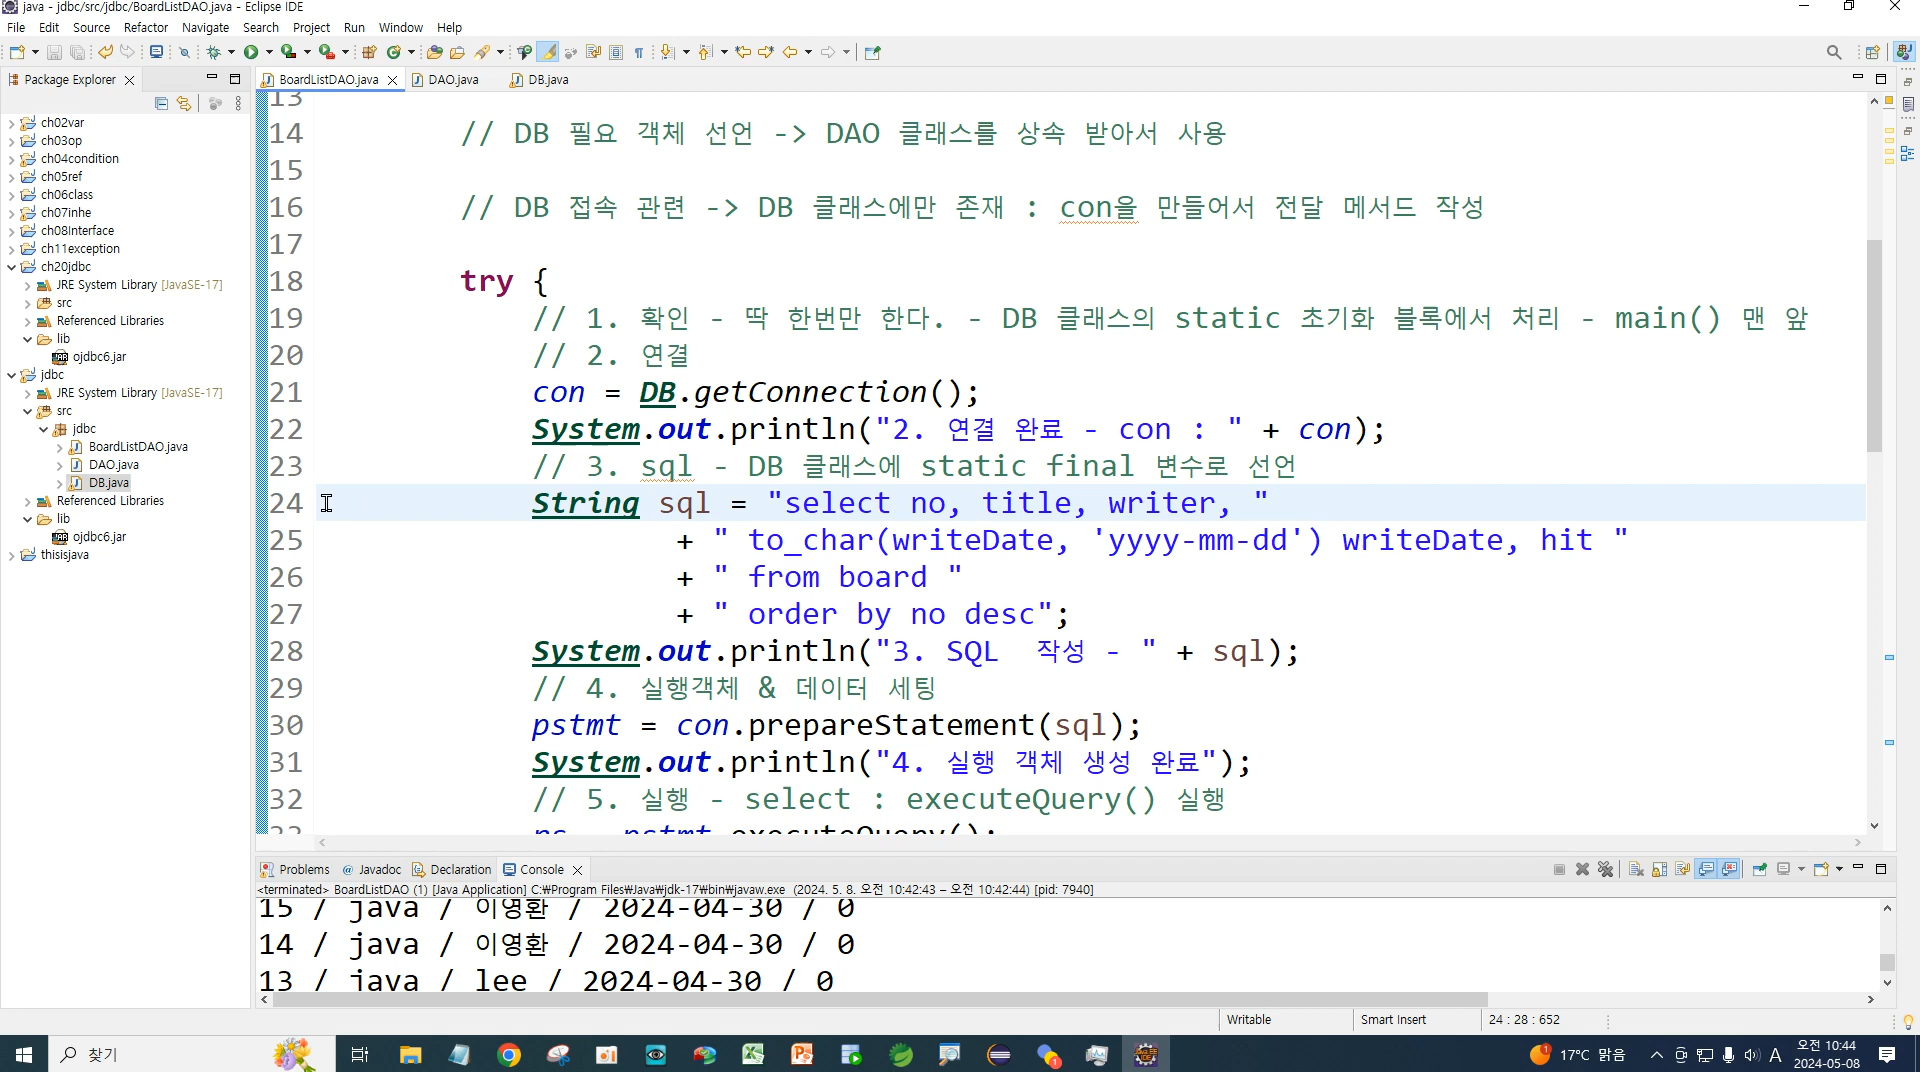 java - jdbc/src/jdbc/BoardListDAO.java - Eclipse IDE
File Edit Source Refactor Navigate Search Project Run Window Help
Package Explorer
ch02var
ch03op
ch04condition
ch05ref
ch06class
ch07inhe
ch08Interface
ch11exception
ch20jdbc
JRE System Library [JavaSE-17]
src
Referenced Libraries
lib
ojdbc6.jar
jdbc
JRE System Library [JavaSE-17]
src
jdbc
BoardListDAO.java
DAO.java
DB.java
Referenced Libraries
lib
ojdbc6.jar
thisisjava
BoardListDAO.java DAO.java DB.java
13
14 // DB 필요 객체 선언 -> DAO 클래스를 상속 받아서 사용
15
16 // DB 접속 관련 -> DB 클래스에만 존재 : con을 만들어서 전달 메서드 작성
17
18 try {
19 // 1. 확인 - 딱 한번만 한다. - DB 클래스의 static 초기화 블록에서 처리 - main() 맨 앞
20 // 2. 연결
21 con = DB.getConnection();
22 System.out.println("2. 연결 완료 - con : " + con);
23 // 3. sql - DB 클래스에 static final 변수로 선언
24 String sql = "select no, title, writer, "
25 + " to_char(writeDate, 'yyyy-mm-dd') writeDate, hit "
26 + " from board "
27 + " order by no desc";
28 System.out.println("3. SQL  작성 - " + sql);
29 // 4. 실행객체 & 데이터 세팅
30 pstmt = con.prepareStatement(sql);
31 System.out.println("4. 실행 객체 생성 완료");
32 // 5. 실행 - select : executeQuery() 실행
33 rs = pstmt.executeQuery();
Problems Javadoc Declaration Console
<terminated> BoardListDAO (1) [Java Application] C:₩Program Files₩Java₩jdk-17₩bin₩javaw.exe (2024. 5. 8. 오전 10:42:43 – 오전 10:42:44) [pid: 7940]
15 / java / 이영환 / 2024-04-30 / 0
14 / java / 이영환 / 2024-04-30 / 0
13 / java / lee / 2024-04-30 / 0
Writable Smart Insert 24 : 28 : 652
찾기
17°C 맑음
A
오전 10:44
2024-05-08